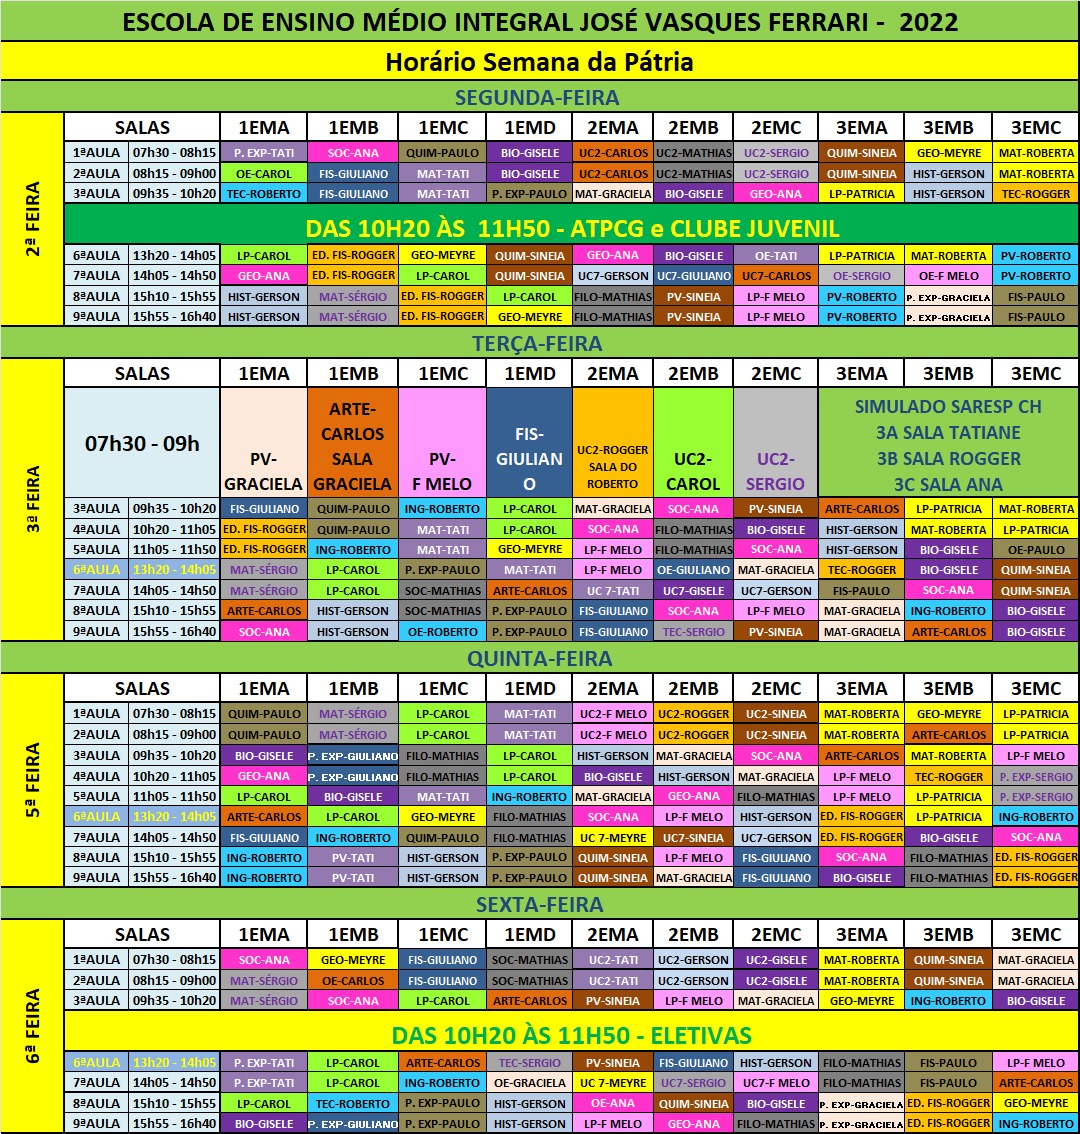 ESCOLA DE ENSINO MÉDIO INTEGRAL JOSÉ VASQUES FERRARI - 2022
Horário Semana da Pátria
SEGUNDA-FEIRA
2ª FEIRA
SALAS 1EMA 1EMB 1EMC 1EMD 2EMA 2EMB 2EMC 3EMA 3EMB 3EMC
1ªAULA 07h30 - 08h15 P. EXP-TATI SOC-ANA QUIM-PAULO BIO-GISELE UC2-CARLOS UC2-MATHIAS UC2-SERGIO QUIM-SINEIA GEO-MEYRE MAT-ROBERTA
2ªAULA 08h15 - 09h00 OE-CAROL FIS-GIULIANO MAT-TATI BIO-GISELE UC2-CARLOS UC2-MATHIAS UC2-SERGIO QUIM-SINEIA HIST-GERSON MAT-ROBERTA
3ªAULA 09h35 - 10h20 TEC-ROBERTO FIS-GIULIANO MAT-TATI P. EXP-PAULO MAT-GRACIELA BIO-GISELE GEO-ANA LP-PATRICIA HIST-GERSON TEC-ROGGER
DAS 10H20 ÀS 11H50 - ATPCG e CLUBE JUVENIL
6ªAULA 13h20 - 14h05 LP-CAROL ED. FIS-ROGGER GEO-MEYRE QUIM-SINEIA GEO-ANA BIO-GISELE OE-TATI LP-PATRICIA MAT-ROBERTA PV-ROBERTO
7ªAULA 14h05 - 14h50 GEO-ANA ED. FIS-ROGGER LP-CAROL QUIM-SINEIA UC7-GERSON UC7-GIULIANO UC7-CARLOS OE-SERGIO OE-F MELO PV-ROBERTO
8ªAULA 15h10 - 15h55 HIST-GERSON MAT-SÉRGIO ED. FIS-ROGGER LP-CAROL FILO-MATHIAS PV-SINEIA LP-F MELO PV-ROBERTO P. EXP-GRACIELA FIS-PAULO
9ªAULA 15h55 - 16h40 HIST-GERSON MAT-SÉRGIO ED. FIS-ROGGER GEO-MEYRE FILO-MATHIAS PV-SINEIA LP-F MELO PV-ROBERTO P. EXP-GRACIELA FIS-PAULO
TERÇA-FEIRA
3ª FEIRA
SALAS 1EMA 1EMB 1EMC 1EMD 2EMA 2EMB 2EMC 3EMA 3EMB 3EMC
07h30 - 09h
PV-
GRACIELA
ARTE-
CARLOS
SALA
GRACIELA
PV-
F MELO
FIS-
GIULIAN
O
UC2-ROGGER
SALA DO
ROBERTO
UC2-
CAROL
UC2-
SERGIO
SIMULADO SARESP CH
3A SALA TATIANE
3B SALA ROGGER
3C SALA ANA
3ªAULA 09h35 - 10h20 FIS-GIULIANO QUIM-PAULO ING-ROBERTO LP-CAROL MAT-GRACIELA SOC-ANA PV-SINEIA ARTE-CARLOS LP-PATRICIA MAT-ROBERTA
4ªAULA 10h20 - 11h05 ED. FIS-ROGGER QUIM-PAULO MAT-TATI LP-CAROL SOC-ANA FILO-MATHIAS BIO-GISELE HIST-GERSON MAT-ROBERTA LP-PATRICIA
5ªAULA 11h05 - 11h50 ED. FIS-ROGGER ING-ROBERTO MAT-TATI GEO-MEYRE LP-F MELO FILO-MATHIAS SOC-ANA HIST-GERSON BIO-GISELE OE-PAULO
6ªAULA 13h20 - 14h05 MAT-SÉRGIO LP-CAROL P. EXP-PAULO MAT-TATI LP-F MELO OE-GIULIANO MAT-GRACIELA TEC-ROGGER BIO-GISELE QUIM-SINEIA
7ªAULA 14h05 - 14h50 MAT-SÉRGIO LP-CAROL SOC-MATHIAS ARTE-CARLOS UC 7-TATI UC7-GISELE UC7-GERSON FIS-PAULO SOC-ANA QUIM-SINEIA
8ªAULA 15h10 - 15h55 ARTE-CARLOS HIST-GERSON SOC-MATHIAS P. EXP-PAULO FIS-GIULIANO SOC-ANA LP-F MELO MAT-GRACIELA ING-ROBERTO BIO-GISELE
9ªAULA 15h55 - 16h40 SOC-ANA HIST-GERSON OE-ROBERTO P. EXP-PAULO FIS-GIULIANO TEC-SERGIO PV-SINEIA MAT-GRACIELA ARTE-CARLOS BIO-GISELE
QUINTA-FEIRA
5ª FEIRA
SALAS 1EMA 1EMB 1EMC 1EMD 2EMA 2EMB 2EMC 3EMA 3EMB 3EMC
1ªAULA 07h30 - 08h15 QUIM-PAULO MAT-SÉRGIO LP-CAROL MAT-TATI UC2-F MELO UC2-ROGGER UC2-SINEIA MAT-ROBERTA GEO-MEYRE LP-PATRICIA
2ªAULA 08h15 - 09h00 QUIM-PAULO MAT-SÉRGIO LP-CAROL MAT-TATI UC2-F MELO UC2-ROGGER UC2-SINEIA MAT-ROBERTA ARTE-CARLOS LP-PATRICIA
3ªAULA 09h35 - 10h20 BIO-GISELE P. EXP-GIULIANO FILO-MATHIAS LP-CAROL HIST-GERSON MAT-GRACIELA SOC-ANA ARTE-CARLOS MAT-ROBERTA LP-F MELO
4ªAULA 10h20 - 11h05 GEO-ANA P. EXP-GIULIANO FILO-MATHIAS LP-CAROL BIO-GISELE HIST-GERSON MAT-GRACIELA LP-F MELO TEC-ROGGER P. EXP-SERGIO
5ªAULA 11h05 - 11h50 LP-CAROL BIO-GISELE MAT-TATI ING-ROBERTO MAT-GRACIELA GEO-ANA FILO-MATHIAS LP-F MELO LP-PATRICIA P. EXP-SERGIO
6ªAULA 13h20 - 14h05 ARTE-CARLOS LP-CAROL GEO-MEYRE FILO-MATHIAS SOC-ANA LP-F MELO HIST-GERSON ED. FIS-ROGGER LP-PATRICIA ING-ROBERTO
7ªAULA 14h05 - 14h50 FIS-GIULIANO ING-ROBERTO QUIM-PAULO FILO-MATHIAS UC 7-MEYRE UC7-SINEIA UC7-GERSON ED. FIS-ROGGER BIO-GISELE SOC-ANA
8ªAULA 15h10 - 15h55 ING-ROBERTO PV-TATI HIST-GERSON P. EXP-PAULO QUIM-SINEIA LP-F MELO FIS-GIULIANO SOC-ANA FILO-MATHIAS ED. FIS-ROGGER
9ªAULA 15h55 - 16h40 ING-ROBERTO PV-TATI HIST-GERSON P. EXP-PAULO QUIM-SINEIA MAT-GRACIELA FIS-GIULIANO BIO-GISELE FILO-MATHIAS ED. FIS-ROGGER
SEXTA-FEIRA
6ª FEIRA
SALAS 1EMA 1EMB 1EMC 1EMD 2EMA 2EMB 2EMC 3EMA 3EMB 3EMC
1ªAULA 07h30 - 08h15 SOC-ANA GEO-MEYRE FIS-GIULIANO SOC-MATHIAS UC2-TATI UC2-GERSON UC2-GISELE MAT-ROBERTA QUIM-SINEIA MAT-GRACIELA
2ªAULA 08h15 - 09h00 MAT-SÉRGIO OE-CARLOS FIS-GIULIANO SOC-MATHIAS UC2-TATI UC2-GERSON UC2-GISELE MAT-ROBERTA QUIM-SINEIA MAT-GRACIELA
3ªAULA 09h35 - 10h20 MAT-SÉRGIO SOC-ANA LP-CAROL ARTE-CARLOS PV-SINEIA LP-F MELO MAT-GRACIELA GEO-MEYRE ING-ROBERTO BIO-GISELE
DAS 10H20 ÀS 11H50 - ELETIVAS
6ªAULA 13h20 - 14h05 P. EXP-TATI LP-CAROL ARTE-CARLOS TEC-SERGIO PV-SINEIA FIS-GIULIANO HIST-GERSON FILO-MATHIAS FIS-PAULO LP-F MELO
7ªAULA 14h05 - 14h50 P. EXP-TATI LP-CAROL ING-ROBERTO OE-GRACIELA UC 7-MEYRE UC7-SERGIO UC7-F MELO FILO-MATHIAS FIS-PAULO ARTE-CARLOS
8ªAULA 15h10 - 15h55 LP-CAROL TEC-ROBERTO P. EXP-PAULO HIST-GERSON OE-ANA QUIM-SINEIA BIO-GISELE P. EXP-GRACIELA ED. FIS-ROGGER GEO-MEYRE
9ªAULA 15h55 - 16h40 BIO-GISELE P. EXP-GIULIANO P. EXP-PAULO HIST-GERSON LP-F MELO GEO-ANA FILO-MATHIAS P. EXP-GRACIELA ED. FIS-ROGGER ING-ROBERTO